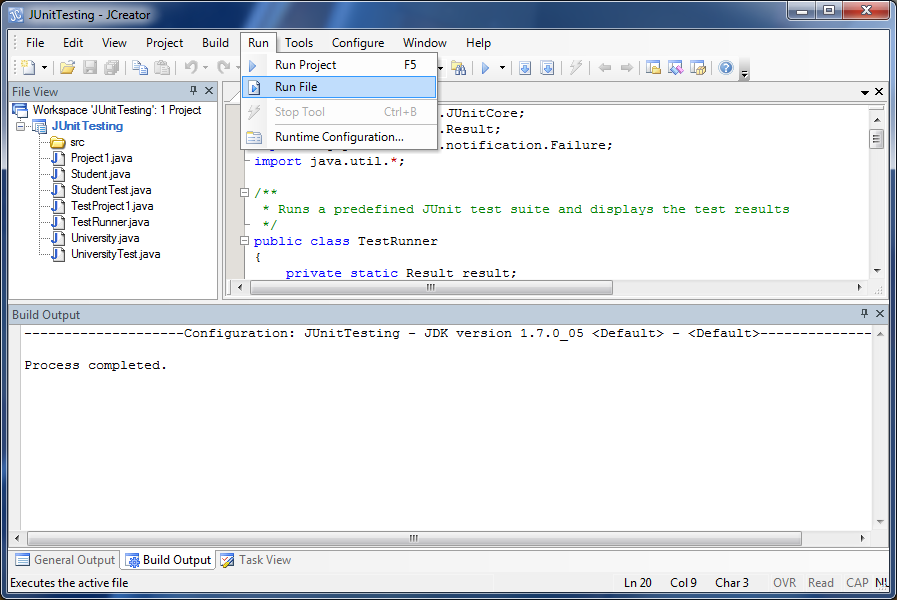 JUnitTesting - JCreator
File Edit View Project Build Run Tools Configure Window Help
Run Project F5
Run File
Stop Tool Ctrl+B
Runtime Configuration...
File View
Workspace 'JUnitTesting': 1 Project
JUnitTesting
src
Project1.java
Student.java
StudentTest.java
TestProject1.java
TestRunner.java
University.java
UniversityTest.java
.JUnitCore;
.Result;
.notification.Failure;
import java.util.*;
/**
* Runs a predefined JUnit test suite and displays the test results
*/
public class TestRunner
{
private static Result result;
Build Output
--------------------Configuration: JUnitTesting - JDK version 1.7.0_05 <Default> - <Default>--------------
Process completed.
General Output Build Output Task View
Executes the active file Ln 20 Col 9 Char 3 OVR Read CAP